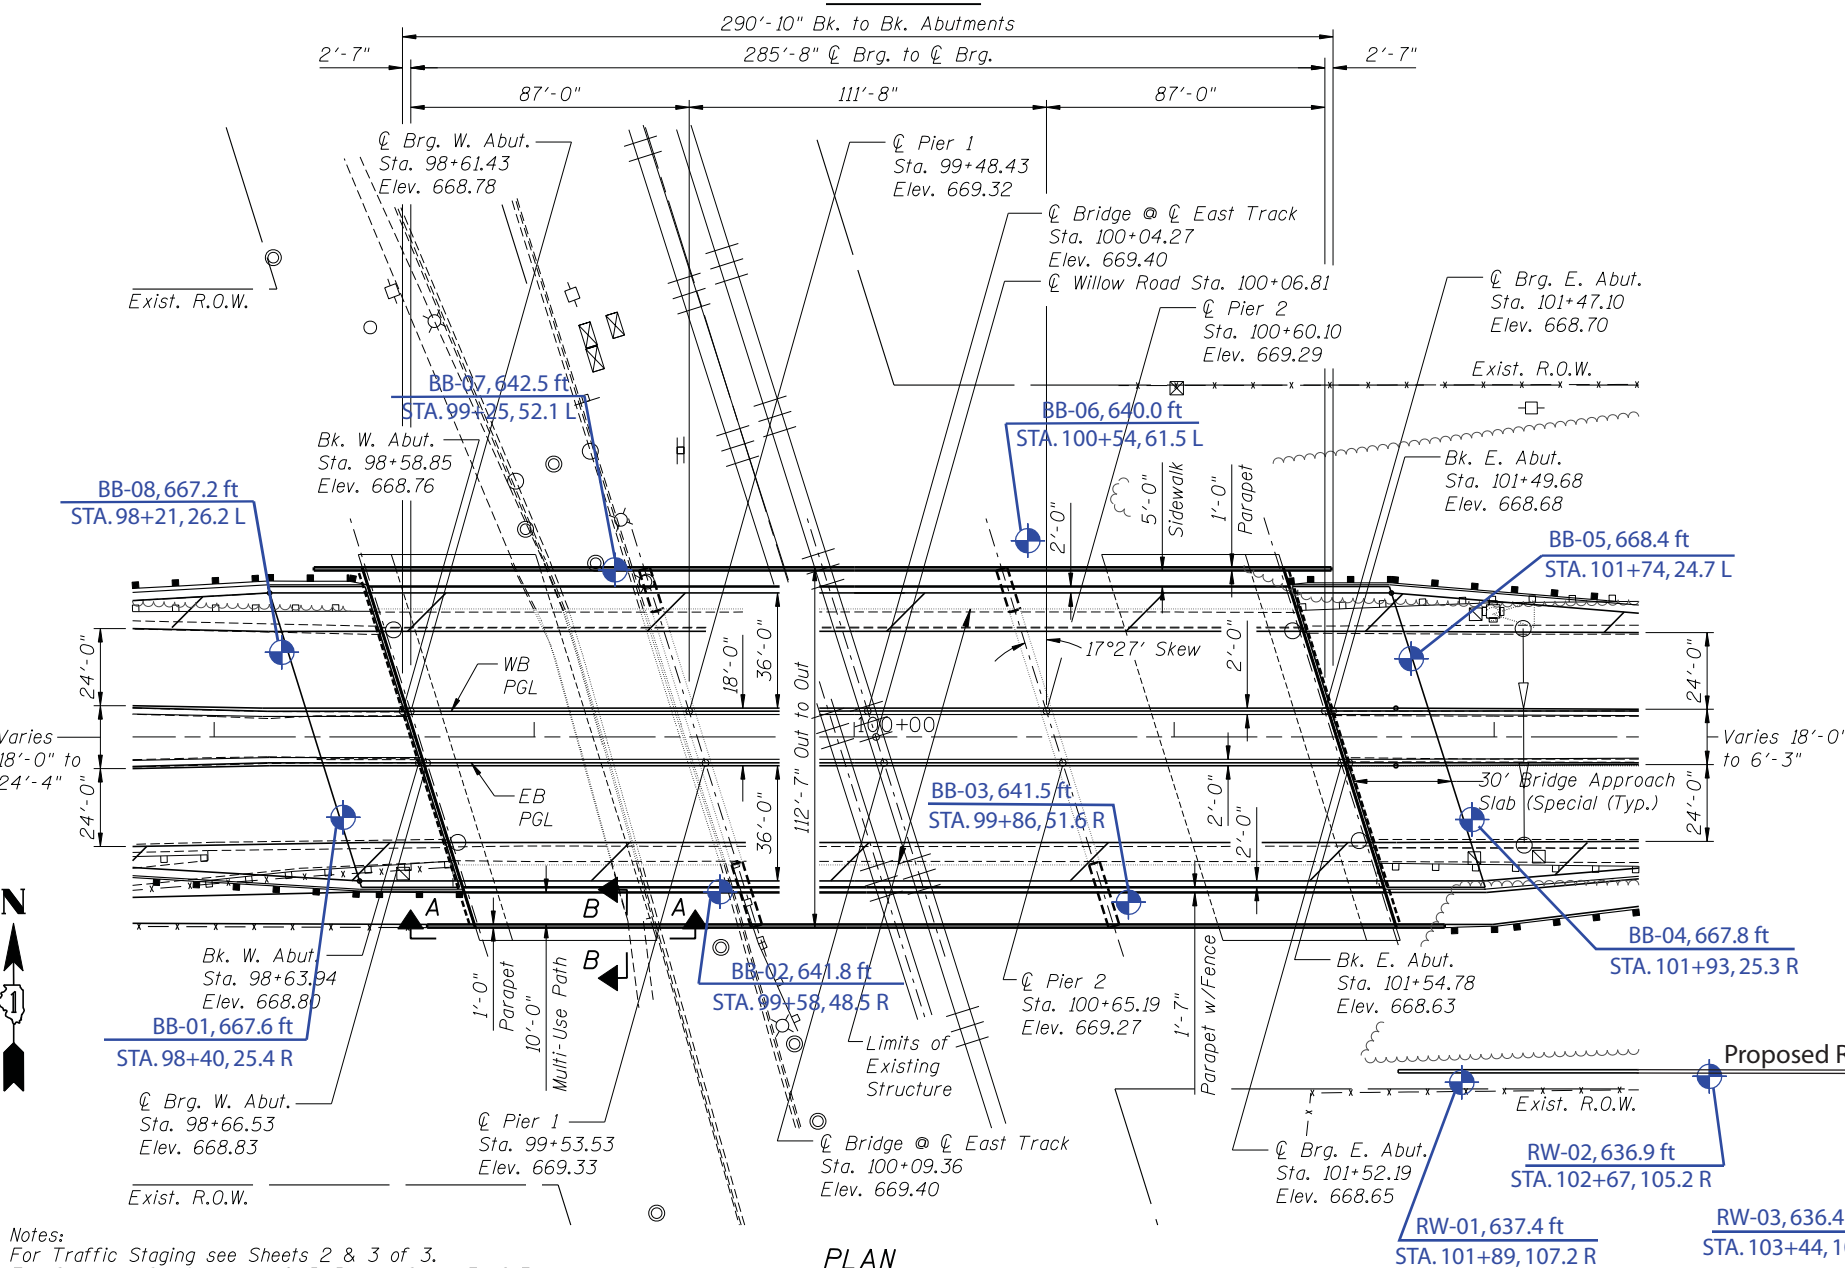 290'-10" Bk. to Bk. Abutments
2'-7"
285'-8" ℄ Brg. to ℄ Brg.
2'-7"
87'-0"
111'-8"
87'-0"
℄ Brg. W. Abut.
Sta. 98+61.43
Elev. 668.78
℄ Pier 1
Sta. 99+48.43
Elev. 669.32
℄ Bridge @ ℄ East Track
Sta. 100+04.27
Elev. 669.40
℄ Willow Road Sta. 100+06.81
℄ Pier 2
Sta. 100+60.10
Elev. 669.29
℄ Brg. E. Abut.
Sta. 101+47.10
Elev. 668.70
Exist. R.O.W.
Exist. R.O.W.
BB-07, 642.5 ft
STA. 99+25, 52.1 L
BB-06, 640.0 ft
STA. 100+54, 61.5 L
Bk. W. Abut.
Sta. 98+58.85
Elev. 668.76
Bk. E. Abut.
Sta. 101+49.68
Elev. 668.68
BB-08, 667.2 ft
STA. 98+21, 26.2 L
5'-0"
Sidewalk
1'-0"
Parapet
2'-0"
BB-05, 668.4 ft
STA. 101+74, 24.7 L
24'-0"
WB
PGL
18'-0"
36'-0"
17°27' Skew
2'-0"
24'-0"
Varies
18'-0" to
24'-4"
100+00
112'-7" Out to Out
Varies 18'-0"
to 6'-3"
24'-0"
EB
PGL
36'-0"
BB-03, 641.5 ft
STA. 99+86, 51.6 R
2'-0"
2'-0"
30' Bridge Approach
Slab (Special (Typ.)
24'-0"
N
1
A
B
A
B
Bk. W. Abut.
Sta. 98+63.94
Elev. 668.80
1'-0"
Parapet
10'-0"
Multi-Use Path
BB-02, 641.8 ft
STA. 99+58, 48.5 R
℄ Pier 2
Sta. 100+65.19
Elev. 669.27
1'-7"
Parapet w/Fence
Bk. E. Abut.
Sta. 101+54.78
Elev. 668.63
BB-04, 667.8 ft
STA. 101+93, 25.3 R
BB-01, 667.6 ft
STA. 98+40, 25.4 R
Limits of
Existing
Structure
Proposed R
Exist. R.O.W.
℄ Brg. W. Abut.
Sta. 98+66.53
Elev. 668.83
℄ Pier 1
Sta. 99+53.53
Elev. 669.33
℄ Bridge @ ℄ East Track
Sta. 100+09.36
Elev. 669.40
℄ Brg. E. Abut.
Sta. 101+52.19
Elev. 668.65
RW-02, 636.9 ft
STA. 102+67, 105.2 R
Exist. R.O.W.
RW-01, 637.4 ft
STA. 101+89, 107.2 R
RW-03, 636.4
STA. 103+44, 10
Notes:
For Traffic Staging see Sheets 2 & 3 of 3.
PLAN